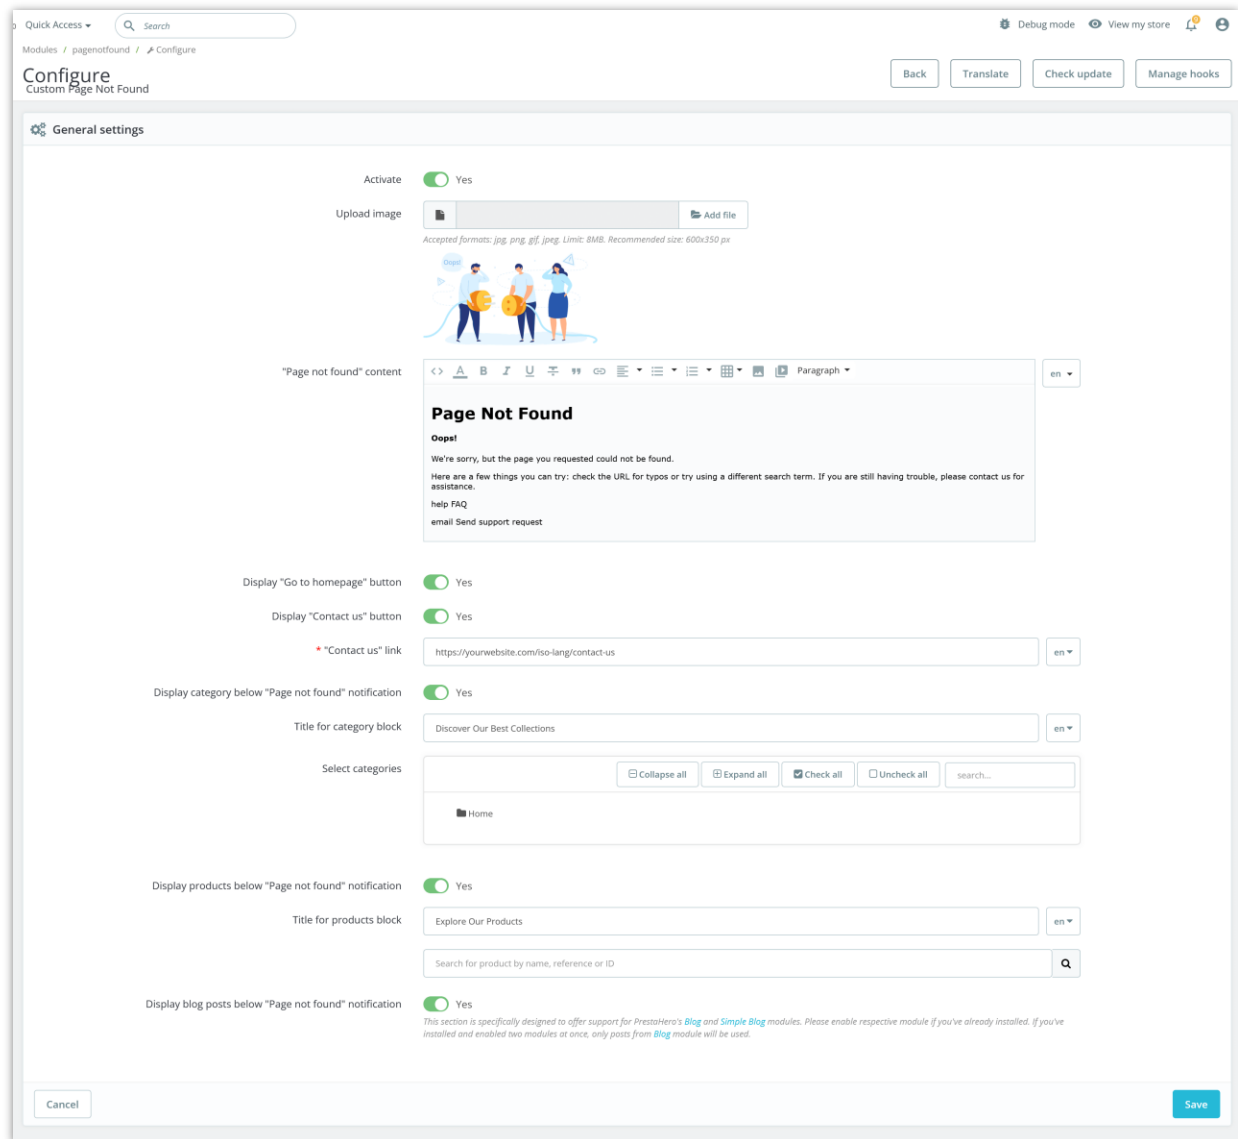 Quick Access
Search
Debug mode
View my store
Modules / pagenotfound / Configure
Configure
Custom Page Not Found
Back
Translate
Check update
Manage hooks
General settings
Activate
Yes
Upload image
Add file
Accepted formats: jpg, png, gif, jpeg. Limit: 8MB. Recommended size: 600x350 px
Oops!
"Page not found" content
Paragraph
en
Page Not Found
Oops!
We're sorry, but the page you requested could not be found.
Here are a few things you can try: check the URL for typos or try using a different search term. If you are still having trouble, please contact us for
assistance.
help FAQ
email Send support request
Display "Go to homepage" button
Yes
Display "Contact us" button
Yes
* "Contact us" link
https://yourwebsite.com/iso-lang/contact-us
en
Display category below "Page not found" notification
Yes
Title for category block
Discover Our Best Collections
en
Select categories
Collapse all
Expand all
Check all
Uncheck all
search...
Home
Display products below "Page not found" notification
Yes
Title for products block
Explore Our Products
en
Search for product by name, reference or ID
Display blog posts below "Page not found" notification
Yes
This section is specifically designed to offer support for PrestaHero's Blog and Simple Blog modules. Please enable respective module if you've already installed. If you've
installed and enabled two modules at once, only posts from Blog module will be used.
Cancel
Save